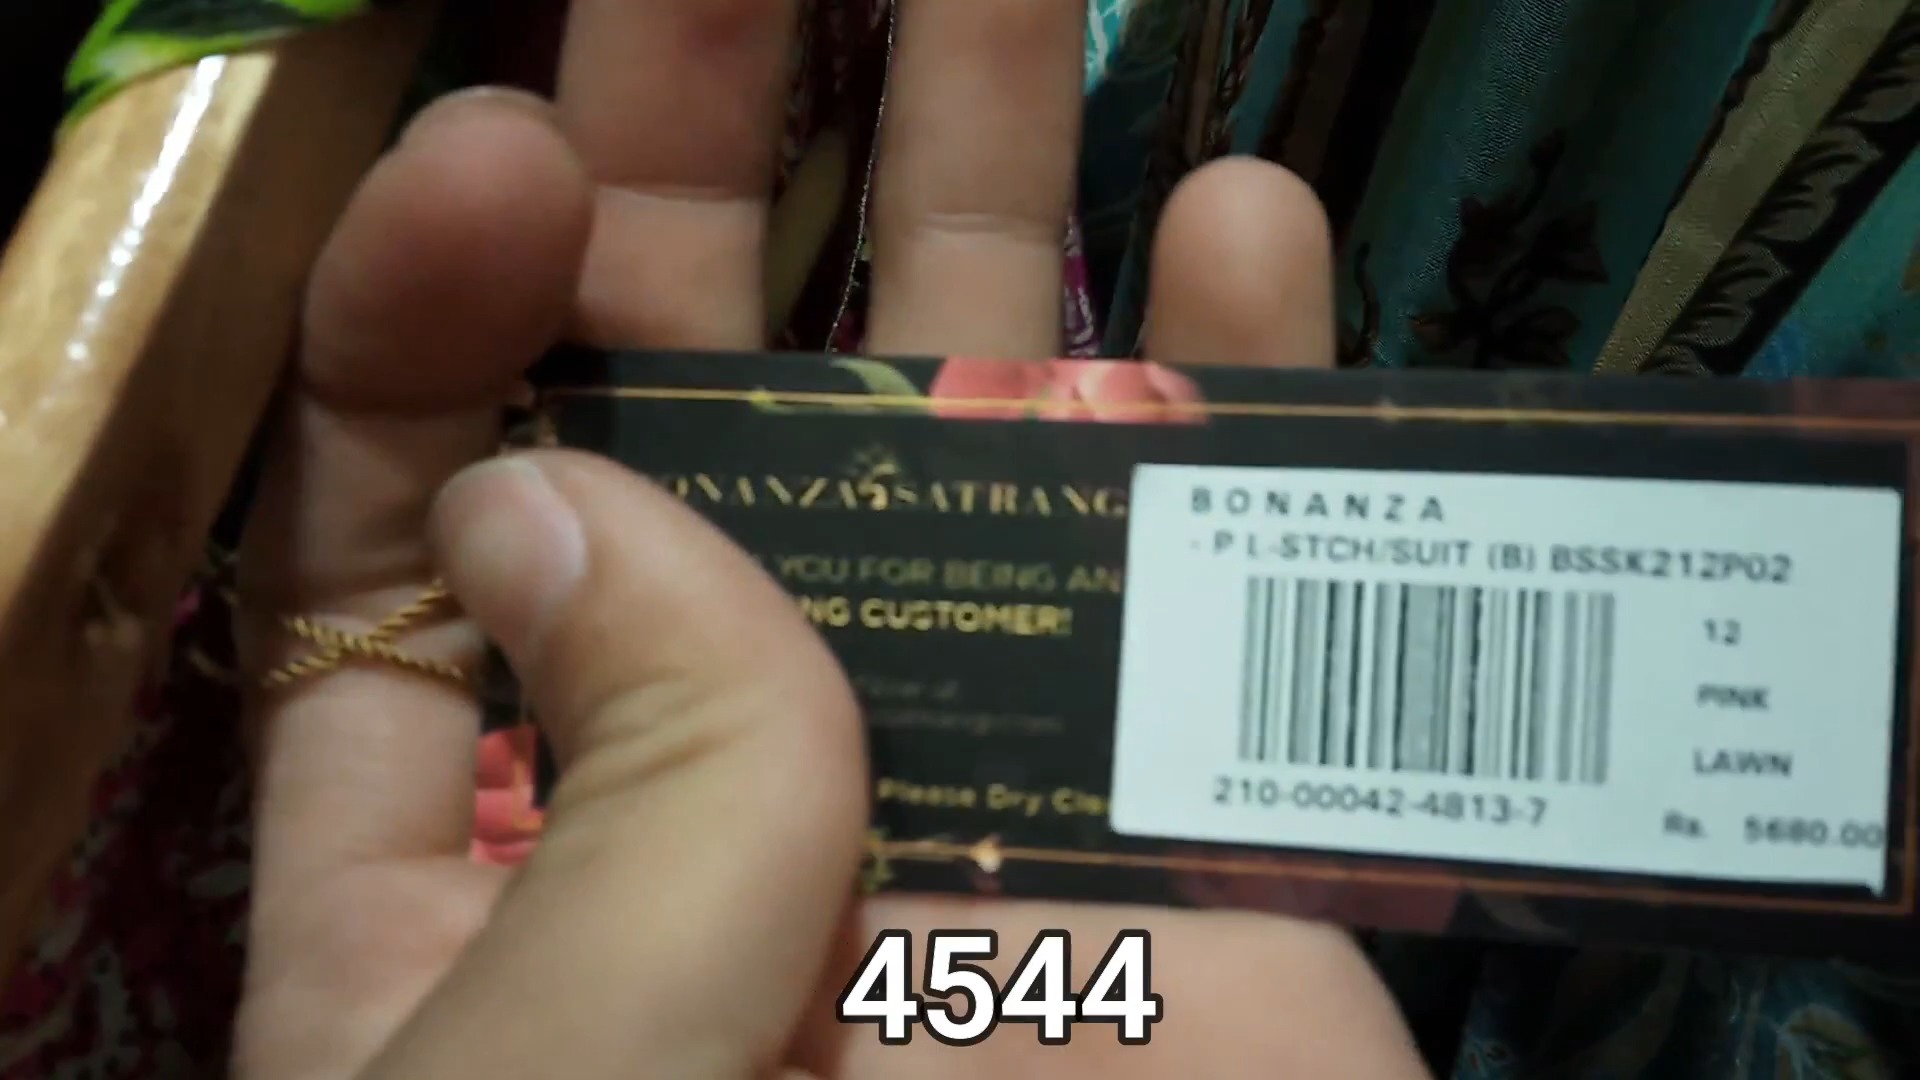 ONANZA SATRANG
YOU FOR BEING AN
NG CUSTOMER!
Please Dry Cle
BONANZA
- P L-STCH/SUIT (B) BSSK212P02
12
PINK
LAWN
210-00042-4813-7
Rs. 5680.00
4544